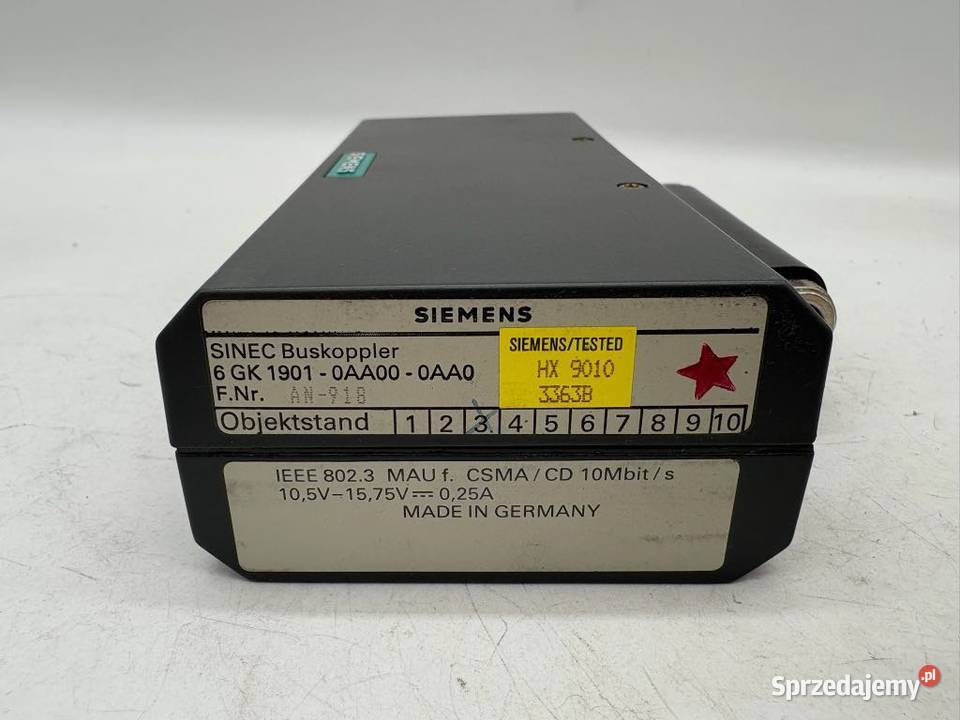 SIEMENS
SIEMENS
SINEC Buskoppler
6 GK 1901 - 0AA00 - 0AA0
F.Nr. AN-918
SIEMENS/TESTED
HX 9010
3363B
Objektstand 1 2 3 4 5 6 7 8 9 10
IEEE 802.3 MAU f. CSMA / CD 10Mbit / s
10,5V–15,75V⎓ 0,25A
MADE IN GERMANY
Sprzedajemy.pl